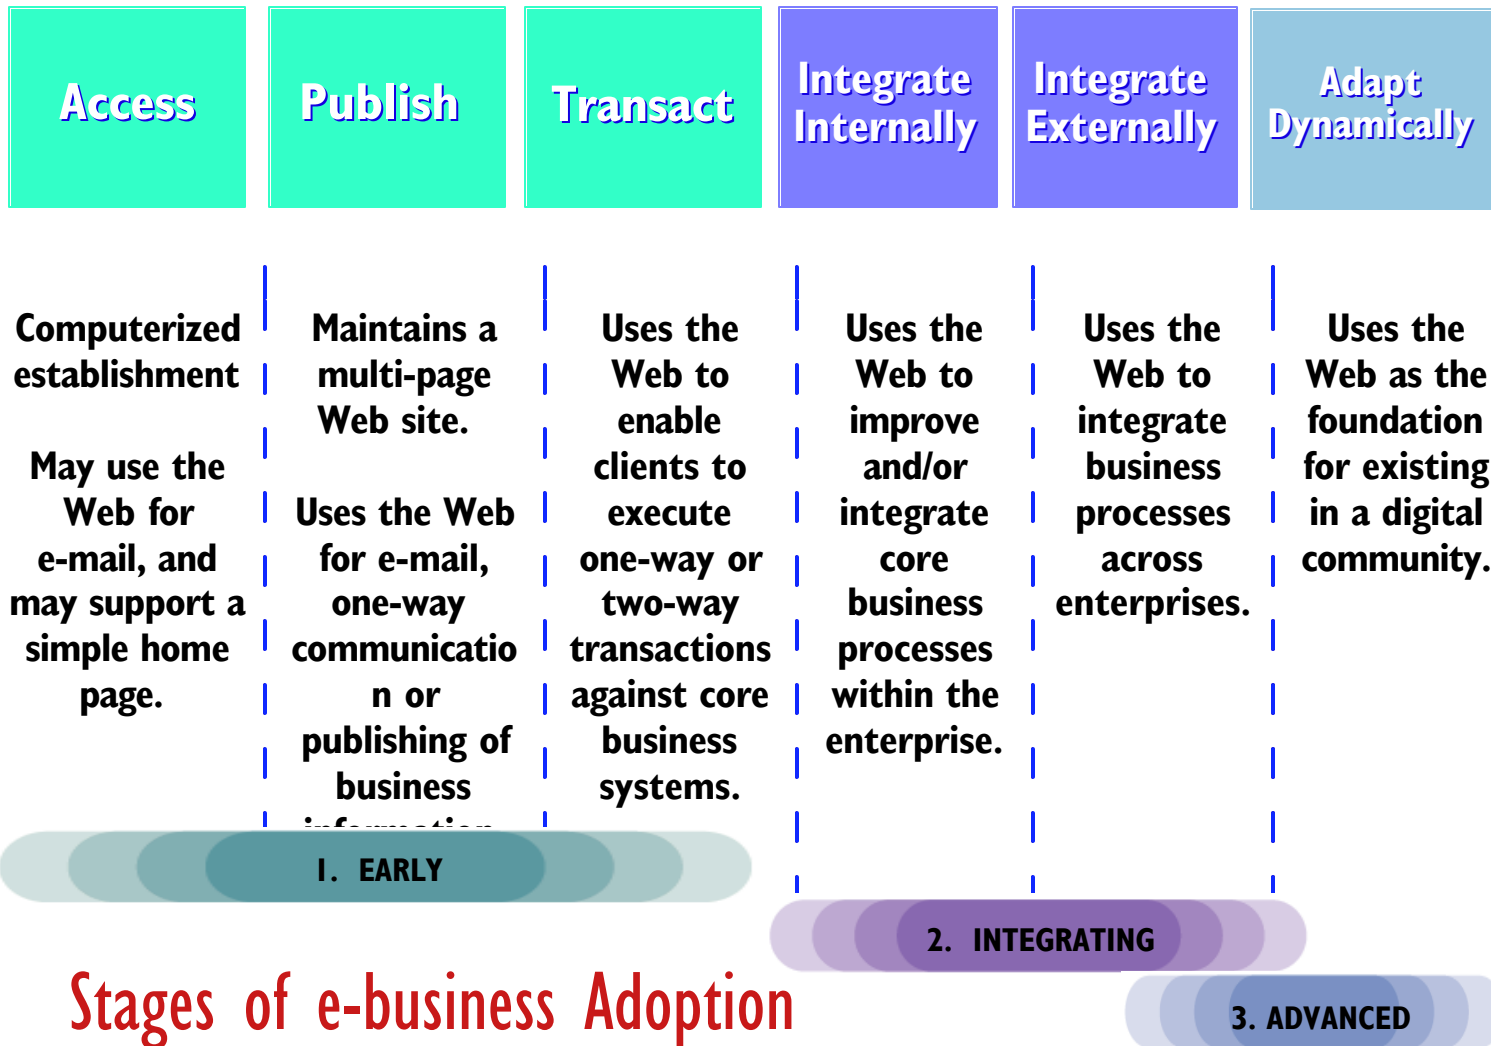 Access
Publish
Transact
Integrate
Internally
Integrate
Externally
Adapt
Dynamically
Computerized
establishment
May use the
Web for
e-mail, and
may support a
simple home
page.
Maintains a
multi-page
Web site.
Uses the Web
for e-mail,
one-way
communicatio
n or
publishing of
business
information
Uses the
Web to
enable
clients to
execute
one-way or
two-way
transactions
against core
business
systems.
Uses the
Web to
improve
and/or
integrate
core
business
processes
within the
enterprise.
Uses the
Web to
integrate
business
processes
across
enterprises.
Uses the
Web as the
foundation
for existing
in a digital
community.
1. EARLY
2. INTEGRATING
3. ADVANCED
Stages of e-business Adoption